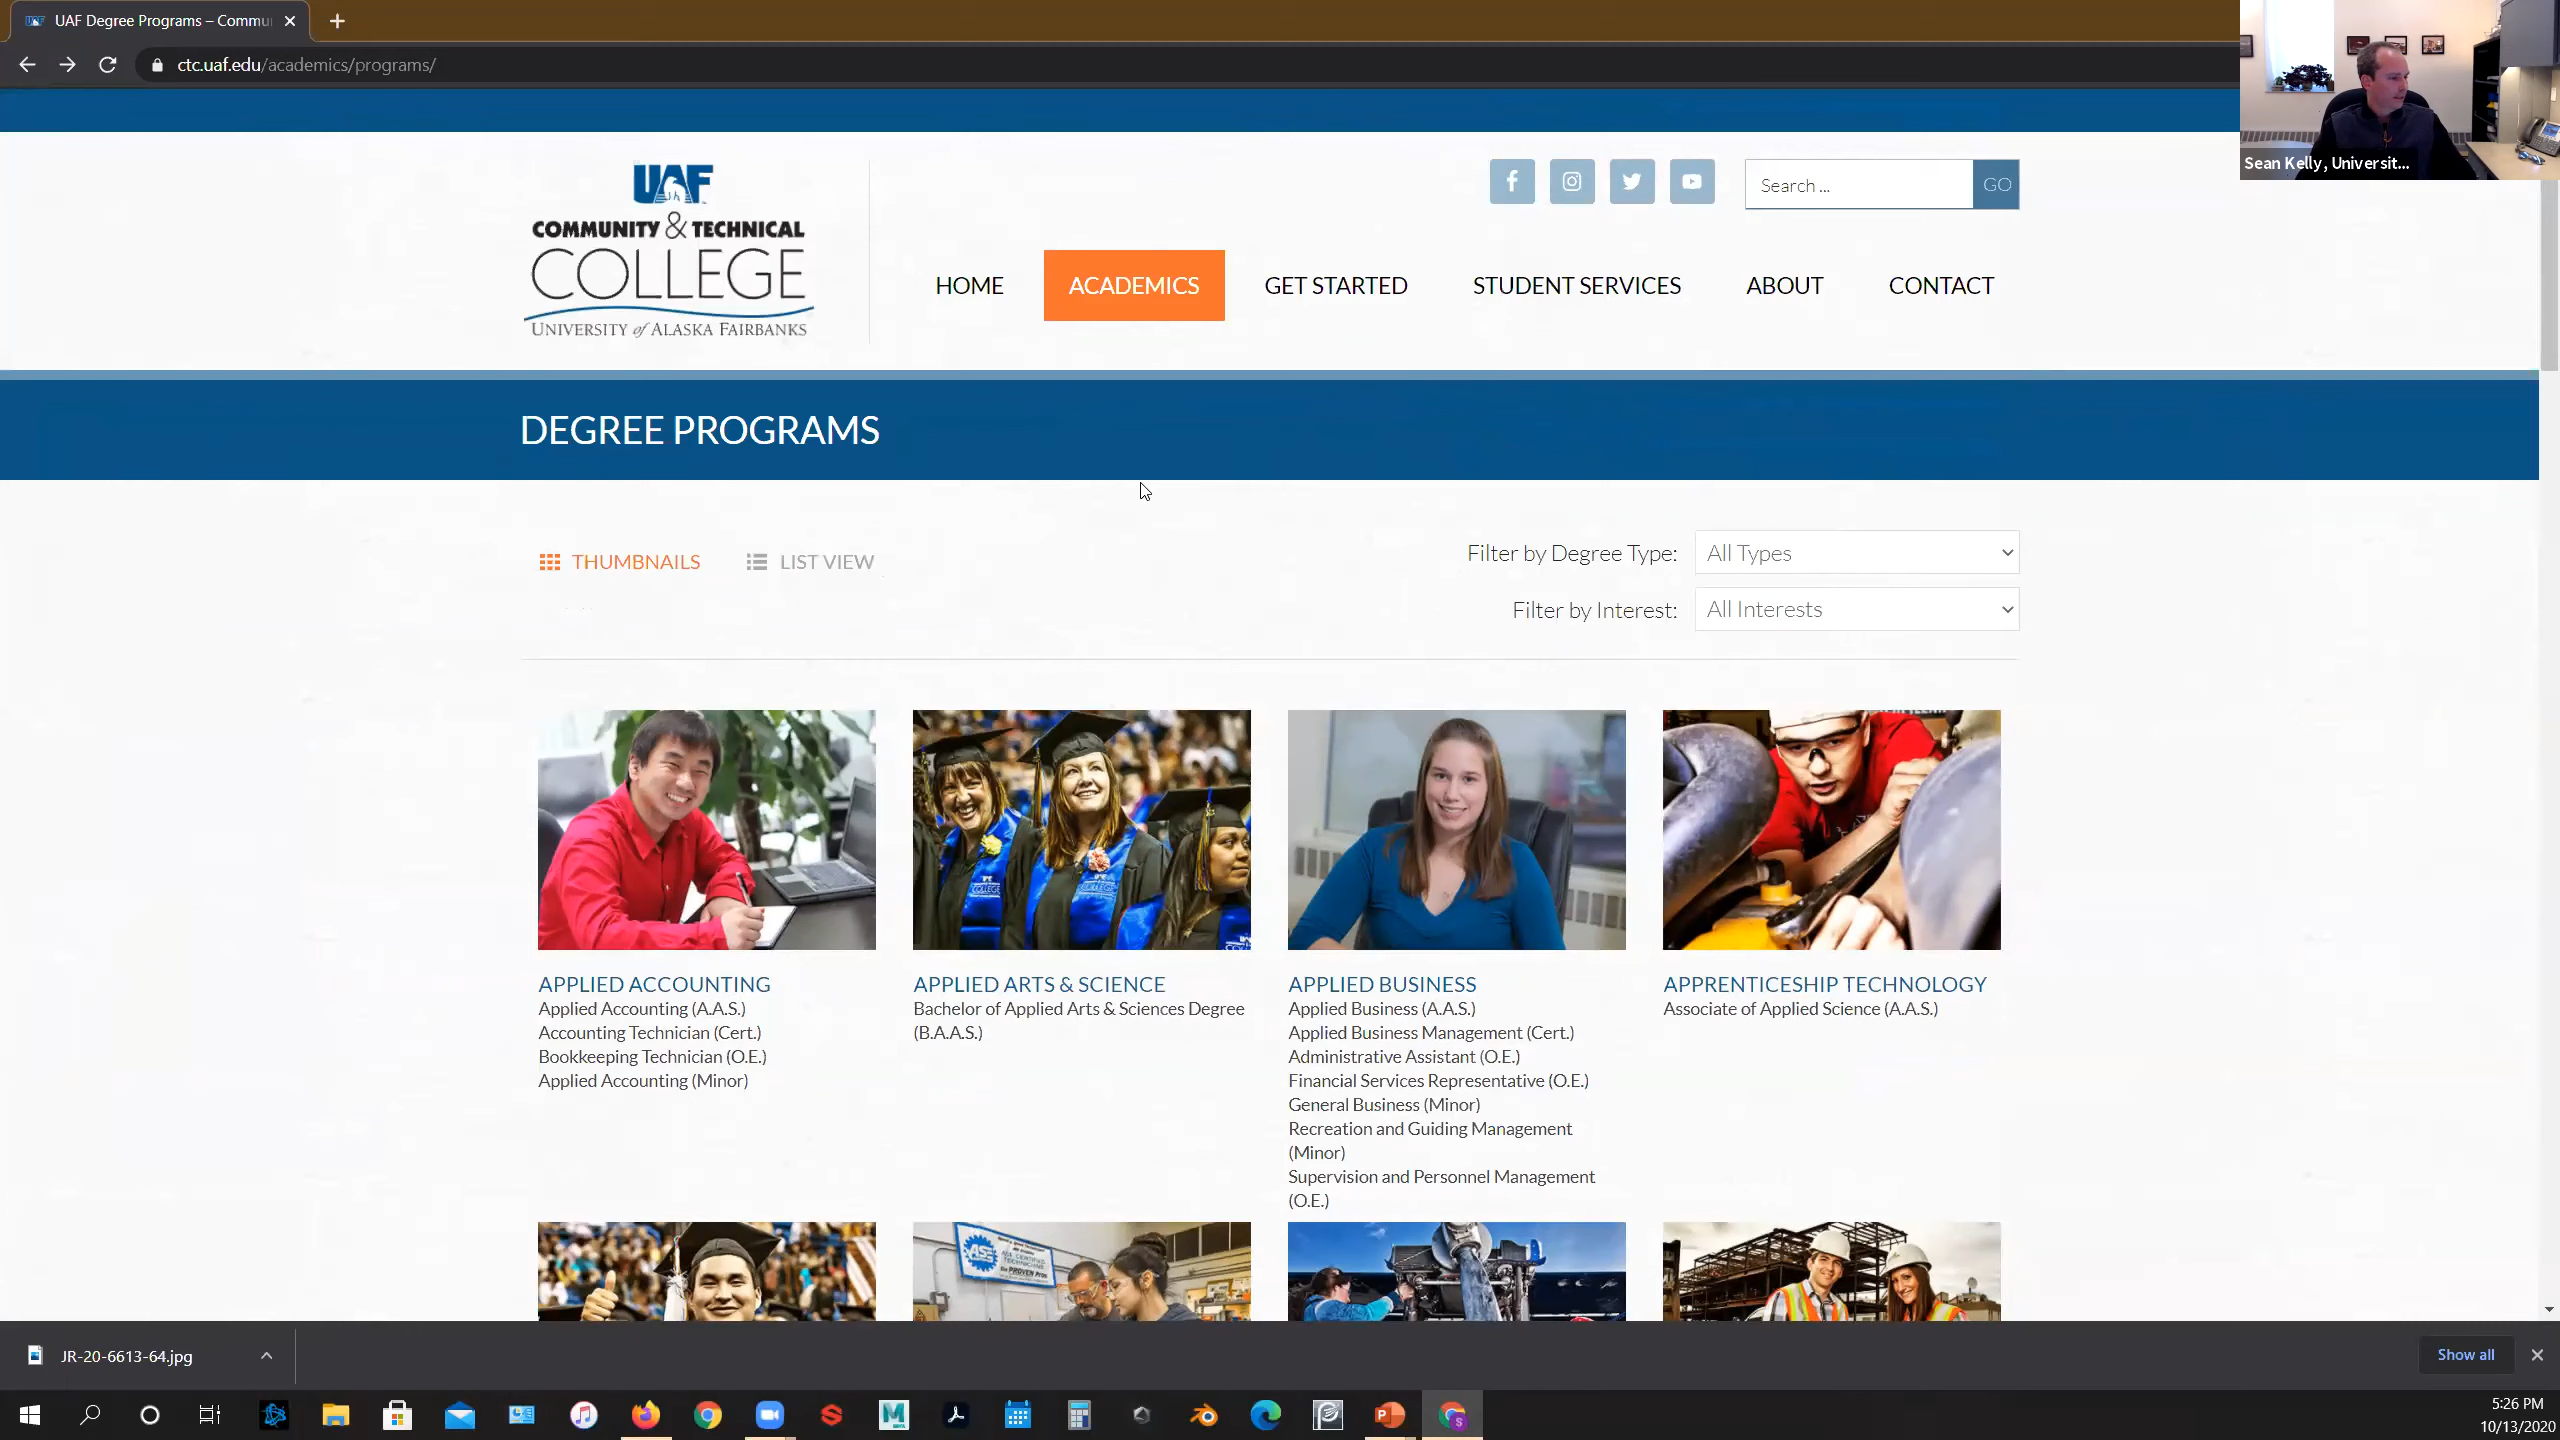 UAF Degree Programs – Commu
ctc.uaf.edu/academics/programs/
Sean Kelly, Universit...
UAF
COMMUNITY & TECHNICAL
COLLEGE
UNIVERSITY of ALASKA FAIRBANKS
Search ...
GO
HOME
ACADEMICS
GET STARTED
STUDENT SERVICES
ABOUT
CONTACT
DEGREE PROGRAMS
THUMBNAILS
LIST VIEW
Filter by Degree Type:
All Types
Filter by Interest:
All Interests
APPLIED ACCOUNTING
Applied Accounting (A.A.S.)
Accounting Technician (Cert.)
Bookkeeping Technician (O.E.)
Applied Accounting (Minor)
APPLIED ARTS & SCIENCE
Bachelor of Applied Arts & Sciences Degree
(B.A.A.S.)
APPLIED BUSINESS
Applied Business (A.A.S.)
Applied Business Management (Cert.)
Administrative Assistant (O.E.)
Financial Services Representative (O.E.)
General Business (Minor)
Recreation and Guiding Management
(Minor)
Supervision and Personnel Management
(O.E.)
APPRENTICESHIP TECHNOLOGY
Associate of Applied Science (A.A.S.)
ASE
JR-20-6613-64.jpg
Show all
5:26 PM
10/13/2020